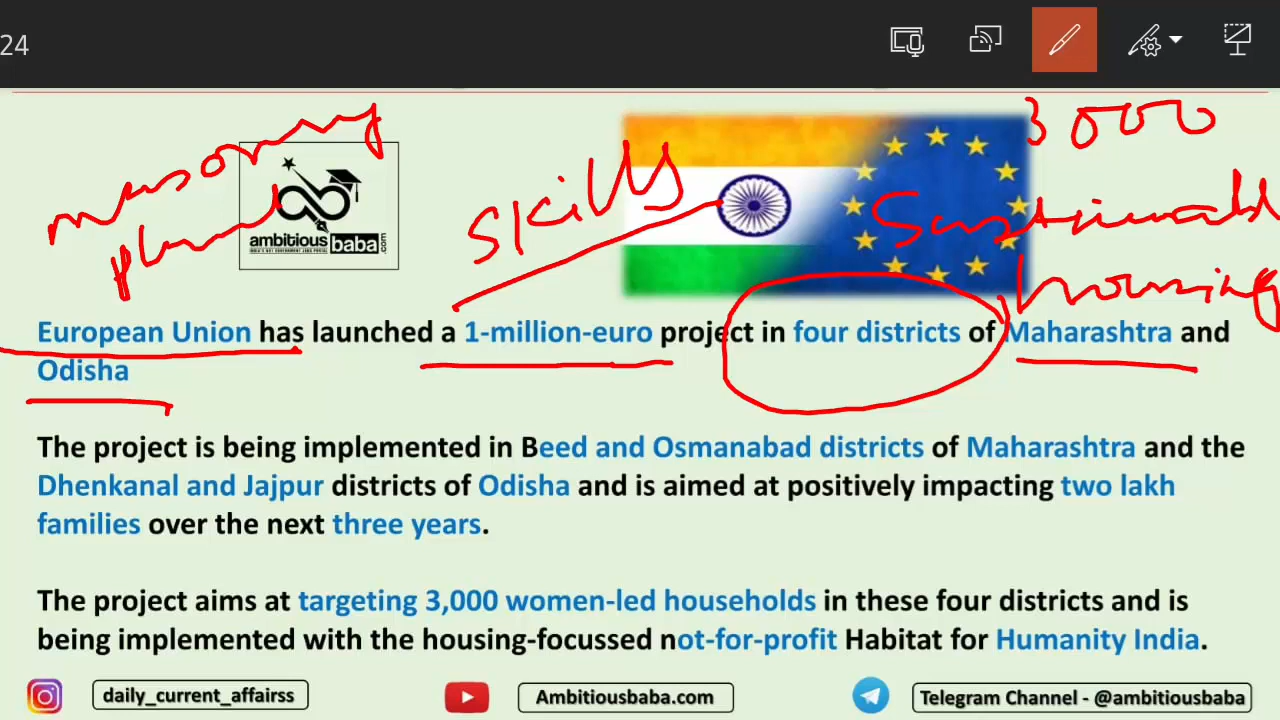 24
3000
masonry
skills
Sustainabl
plum
housing
ambitious
baba
.com
European Union has launched a 1-million-euro project in four districts of Maharashtra and
Odisha
The project is being implemented in Beed and Osmanabad districts of Maharashtra and the
Dhenkanal and Jajpur districts of Odisha and is aimed at positively impacting two lakh
families over the next three years.
The project aims at targeting 3,000 women-led households in these four districts and is
being implemented with the housing-focussed not-for-profit Habitat for Humanity India.
daily_current_affairss
Ambitiousbaba.com
Telegram Channel - @ambitiousbaba